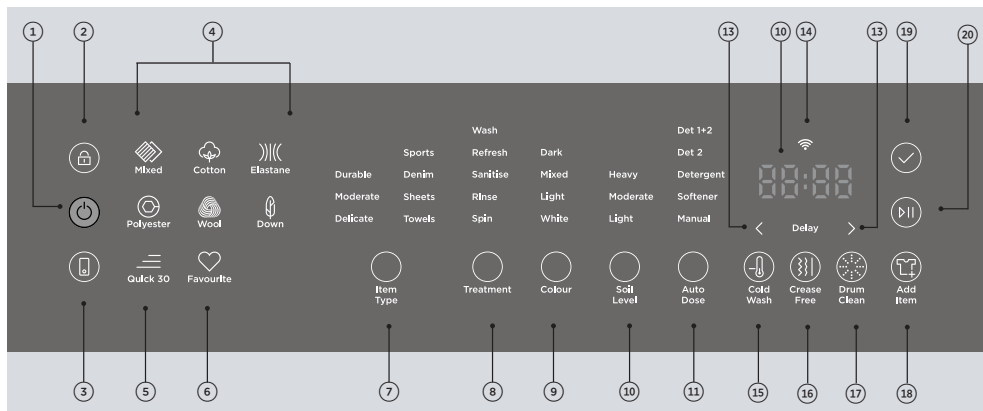 1 2 4 13 10 14 13 19 20
Wash Det 1+2
Sports Refresh Dark Det 2
Mixed Cotton Elastane Durable Denim Sanitise Mixed Heavy Detergent 88:88
Moderate Sheets Rinse Light Moderate Softener
Polyester Wool Down Delicate Towels Spin White Light Manual < Delay >
Quick 30 Favourite Item Type Treatment Colour Soil Level Auto Dose Cold Wash Crease Free Drum Clean Add Item
3 5 6 7 8 9 10 11 15 16 17 18